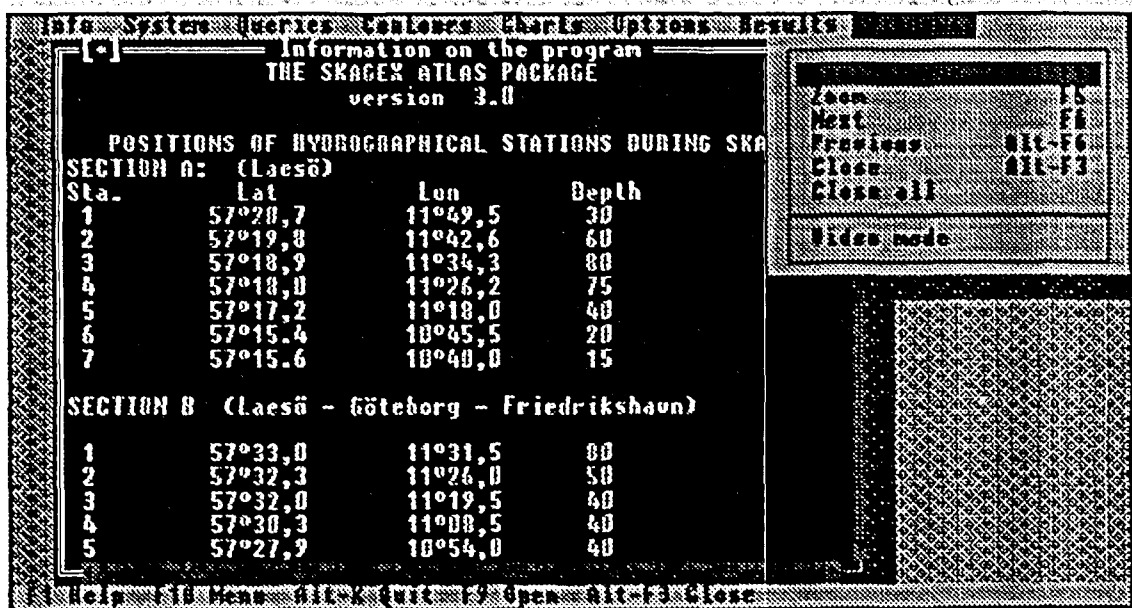 Info System Queries Charts Options Results
[•] Information on the program
THE SKAGEX ATLAS PACKAGE
version 3.0
POSITIONS OF HYDROGRAPHICAL STATIONS DURING SKA
SECTION A: (Laesö)
Sta. Lat Lon Depth
1 57°20,7 11°49,5 30
2 57°19,8 11°42,6 60
3 57°18,9 11°34,3 80
4 57°18,0 11°26,2 75
5 57°17,2 11°18,0 40
6 57°15.4 10°45,5 20
7 57°15.6 10°40,0 15
SECTION B (Laesö - Göteborg - Friedrikshavn)
1 57°33,0 11°31,5 80
2 57°32,3 11°26,0 50
3 57°32,0 11°19,5 40
4 57°30,3 11°08,5 40
5 57°27,9 10°54,0 40
Zoom F5
Next F6
Previous Alt-F6
Close Alt-F3
Close all
Video mode
F1 Help F10 Menu Alt-X Quit F9 Open Alt-F3 Close